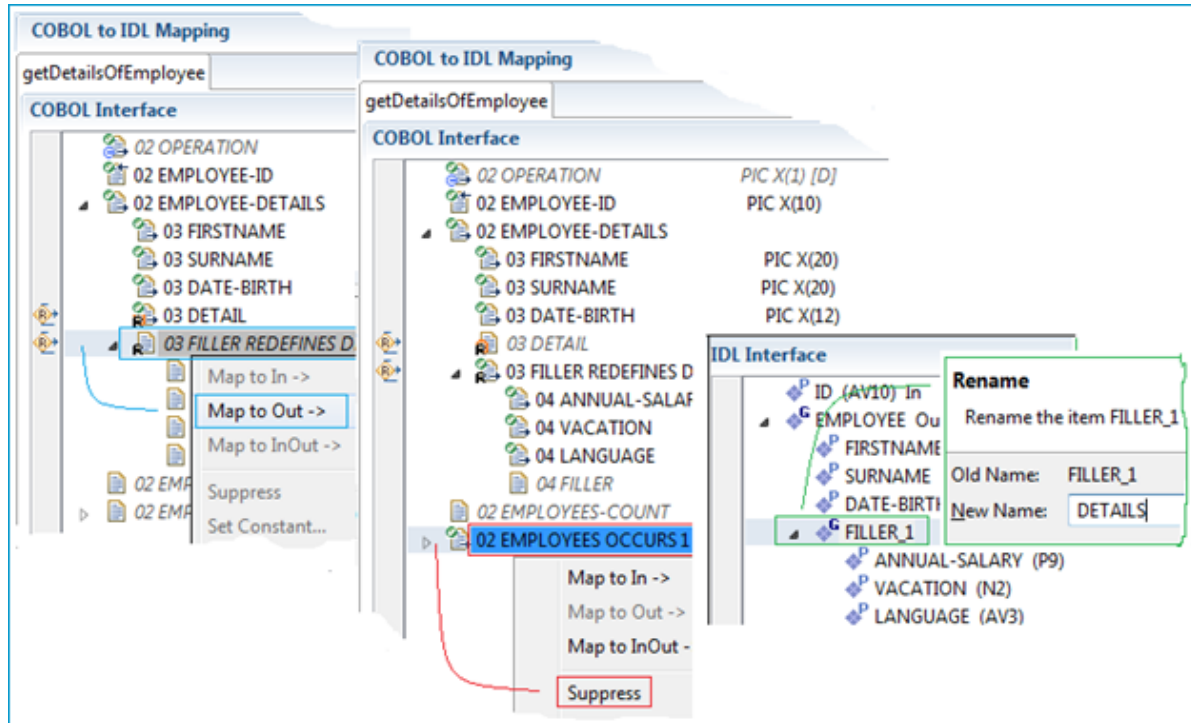 COBOL to IDL Mapping
getDetailsOfEmployee
COBOL Interface
02 OPERATION
02 EMPLOYEE-ID
02 EMPLOYEE-DETAILS
03 FIRSTNAME
03 SURNAME
03 DATE-BIRTH
03 DETAIL
03 FILLER REDEFINES D
Map to In ->
Map to Out ->
Map to InOut ->
02 EMP
Suppress
02 EMP
Set Constant...
COBOL to IDL Mapping
getDetailsOfEmployee
COBOL Interface
02 OPERATION PIC X(1) [D]
02 EMPLOYEE-ID PIC X(10)
02 EMPLOYEE-DETAILS
03 FIRSTNAME PIC X(20)
03 SURNAME PIC X(20)
03 DATE-BIRTH PIC X(12)
03 DETAIL
03 FILLER REDEFINES D
04 ANNUAL-SALAR
04 VACATION
04 LANGUAGE
04 FILLER
02 EMPLOYEES-COUNT
02 EMPLOYEES OCCURS 1
Map to In ->
Map to Out ->
Map to InOut -
Suppress
IDL Interface
ID (AV10) In
EMPLOYEE Ou
FIRSTNAME
SURNAME
DATE-BIRTH
FILLER_1
ANNUAL-SALARY (P9)
VACATION (N2)
LANGUAGE (AV3)
Rename
Rename the item FILLER_1
Old Name: FILLER_1
New Name: DETAILS